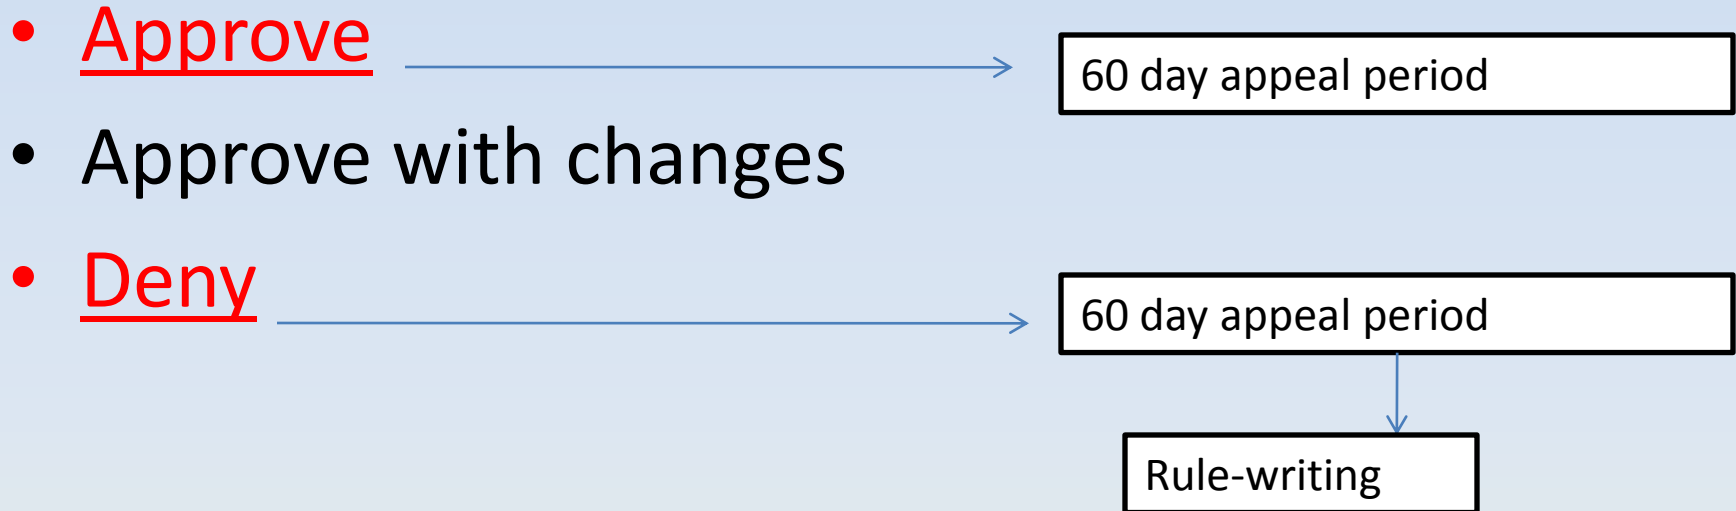 • Approve
60 day appeal period
• Approve with changes
• Deny
60 day appeal period
Rule-writing